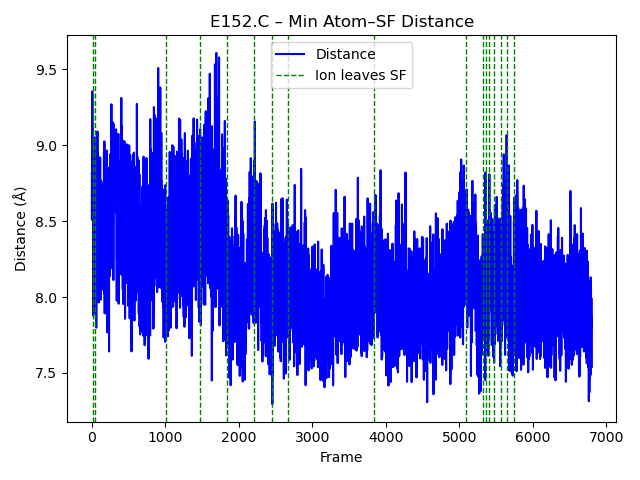 E152.C – Min Atom–SF Distance
Distance
Ion leaves SF
9.5
9.0
8.5
8.0
7.5
Distance (Å)
0 1000 2000 3000 4000 5000 6000 7000
Frame